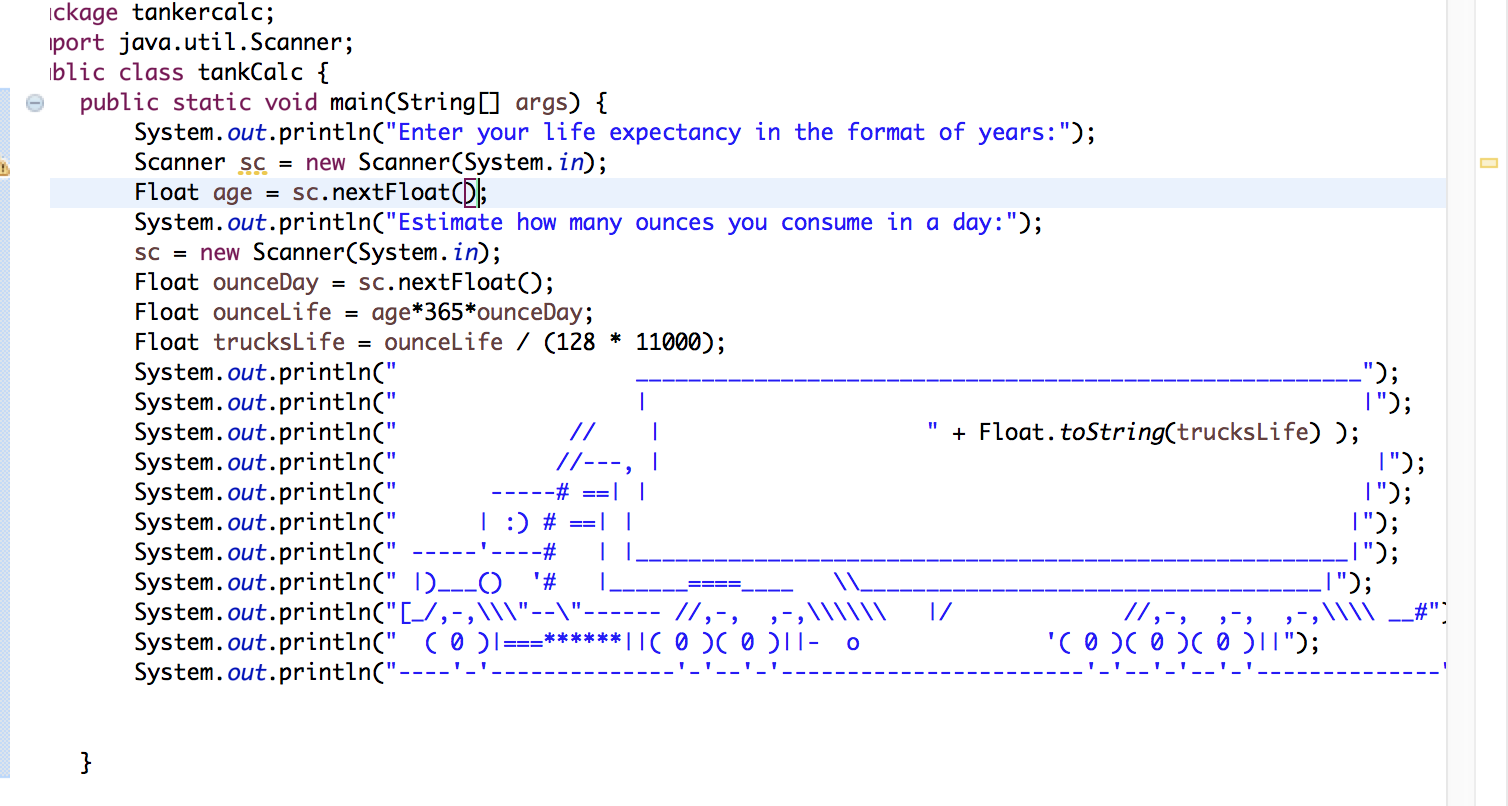 ckage tankercalc;
port java.util.Scanner;
blic class tankCalc {
    public static void main(String[] args) {
        System.out.println("Enter your life expectancy in the format of years:");
        Scanner sc = new Scanner(System.in);
        Float age = sc.nextFloat();
        System.out.println("Estimate how many ounces you consume in a day:");
        sc = new Scanner(System.in);
        Float ounceDay = sc.nextFloat();
        Float ounceLife = age*365*ounceDay;
        Float trucksLife = ounceLife / (128 * 11000);
        System.out.println("                  _______________________________________________________");
        System.out.println("                  |                                                       |");
        System.out.println("             //    |                    " + Float.toString(trucksLife) );
        System.out.println("            //---, |                                                       |");
        System.out.println("       -----# ==| |                                                       |");
        System.out.println("      | :) # ==| |                                                       |");
        System.out.println(" -----'----#   | |______________________________________________________|");
        System.out.println(" |)___()  '#   |______====____   \\___________________________________|");
        System.out.println("[_/,-,\\\"--\"------ //,-,  ,-,\\\\\\   |/             //,-,  ,-,  ,-,\\\\ __#")
        System.out.println("  ( 0 )|===******||( 0 )( 0 )||-  o              '( 0 )( 0 )( 0 )||");
        System.out.println("----'-'--------------'-'--'-'-----------------------'-'--'-'--'-'--------------'
    }